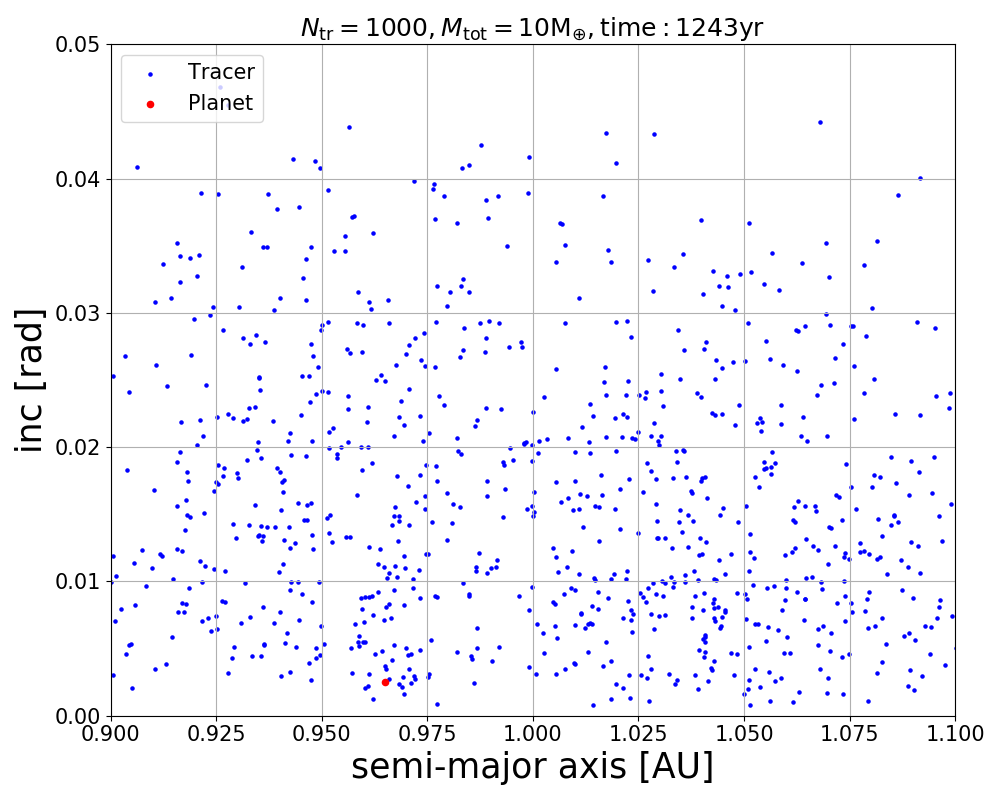 N_tr = 1000, M_tot = 10M_⊕, time : 1243yr
0.05
Tracer
Planet
0.04
0.03
0.02
0.01
0.00
inc [rad]
0.900 0.925 0.950 0.975 1.000 1.025 1.050 1.075 1.100
semi-major axis [AU]